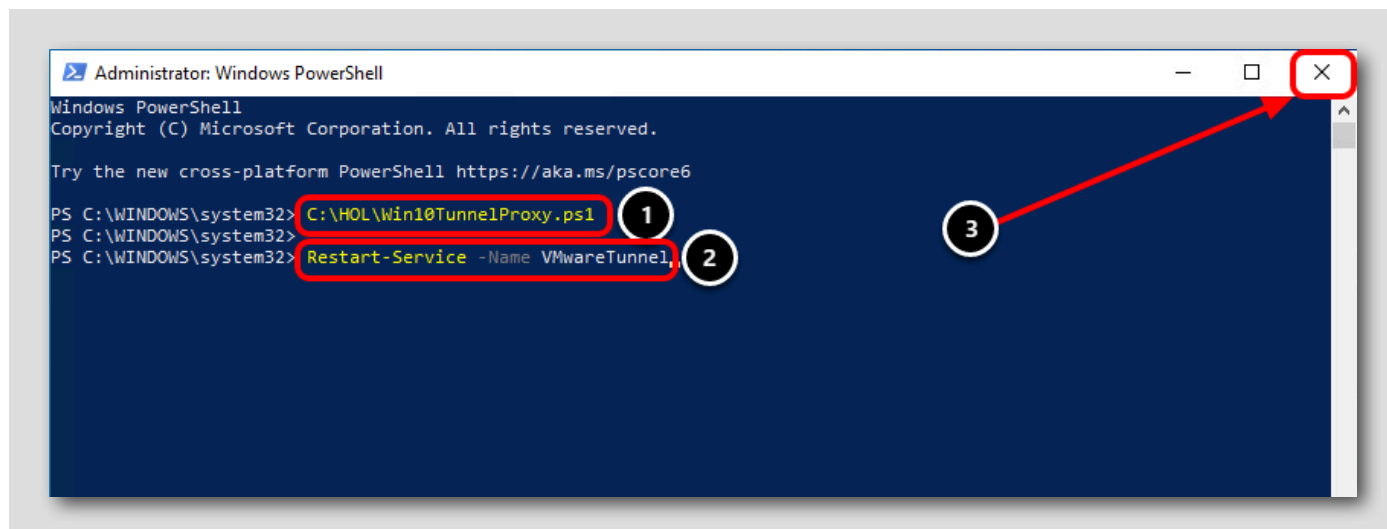 Administrator: Windows PowerShell
Windows PowerShell
Copyright (C) Microsoft Corporation. All rights reserved.
Try the new cross-platform PowerShell https://aka.ms/pscore6
PS C:\WINDOWS\system32> C:\HOL\Win10TunnelProxy.ps1 1
PS C:\WINDOWS\system32>
PS C:\WINDOWS\system32> Restart-Service -Name VMwareTunnel 2
3